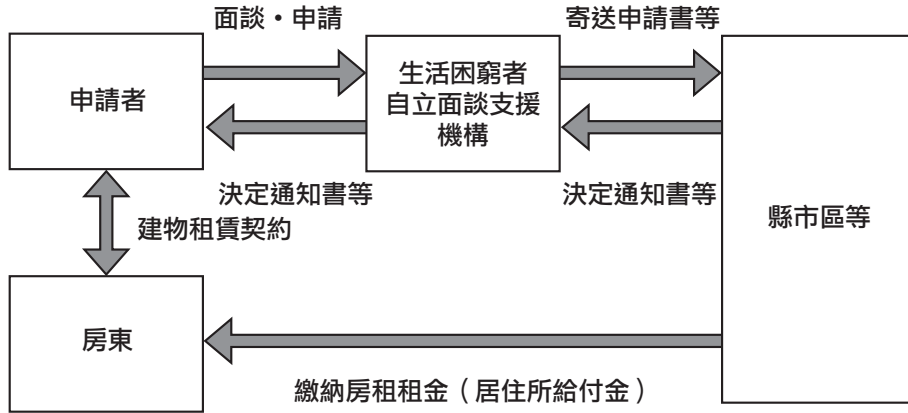 面談・申請
寄送申請書等
申請者
生活困窮者
自立面談支援
機構
縣市區等
決定通知書等
決定通知書等
建物租賃契約
房東
繳納房租租金（居住所給付金）